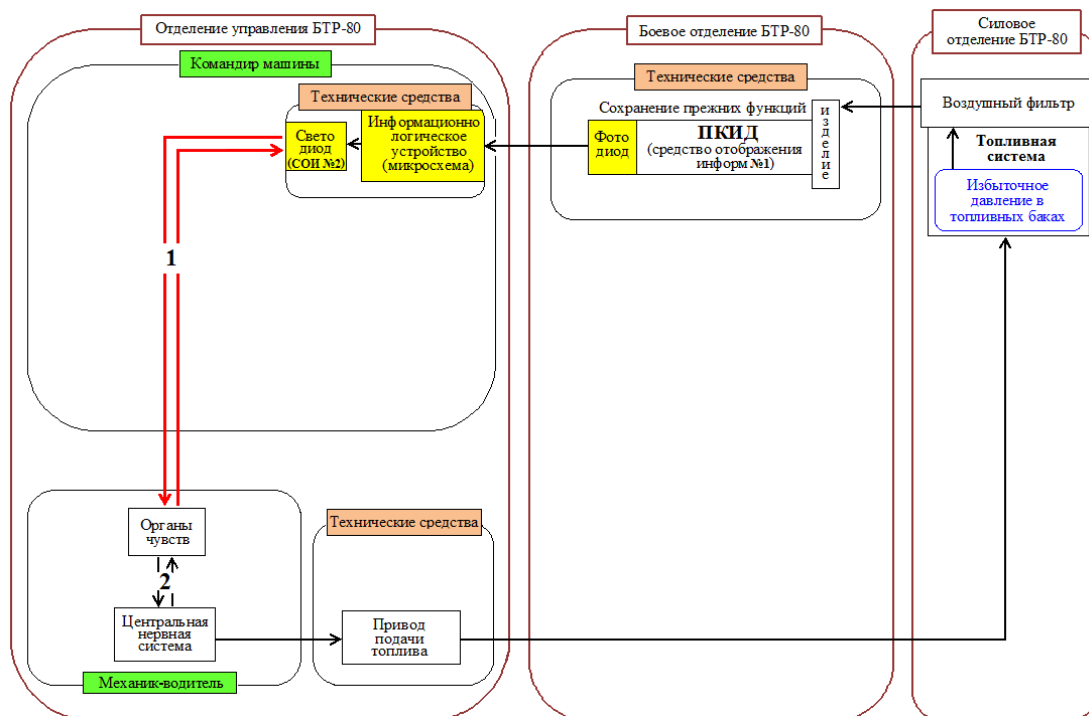 Отделение управления БТР-80
Командир машины
Технические средства
Свето
диод
(СОИ №2)
Информационно
логическое
устройство
(микросхема)
1
Органы
чувств
2
Центральная
нервная
система
Механик-водитель
Технические средства
Привод
подачи
топлива
Боевое отделение БТР-80
Технические средства
Сохранение прежних функций
Фото
диод
ПКИД
(средство отображения
информ №1)
изделие
Силовое
отделение БТР-80
Воздушный фильтр
Топливная
система
Избыточное
давление в
топливных баках